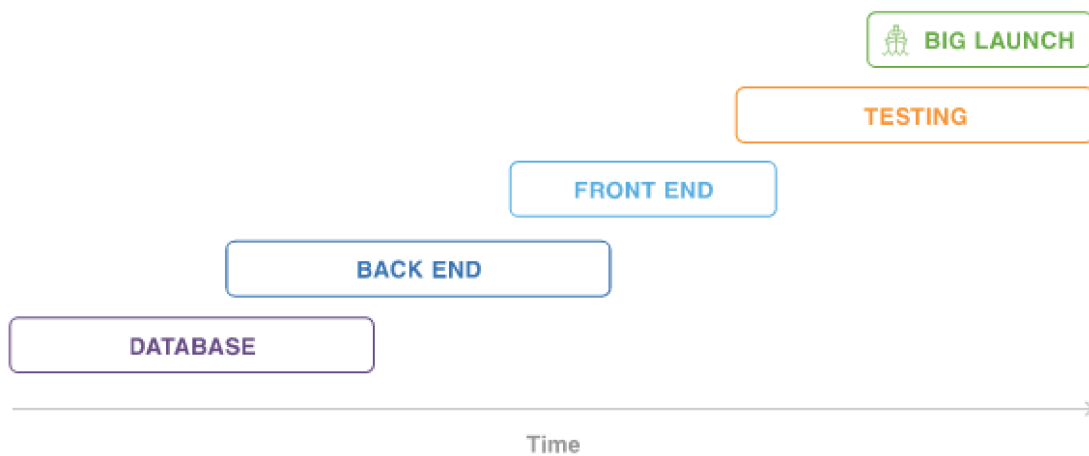 BIG LAUNCH
TESTING
FRONT END
BACK END
DATABASE
Time